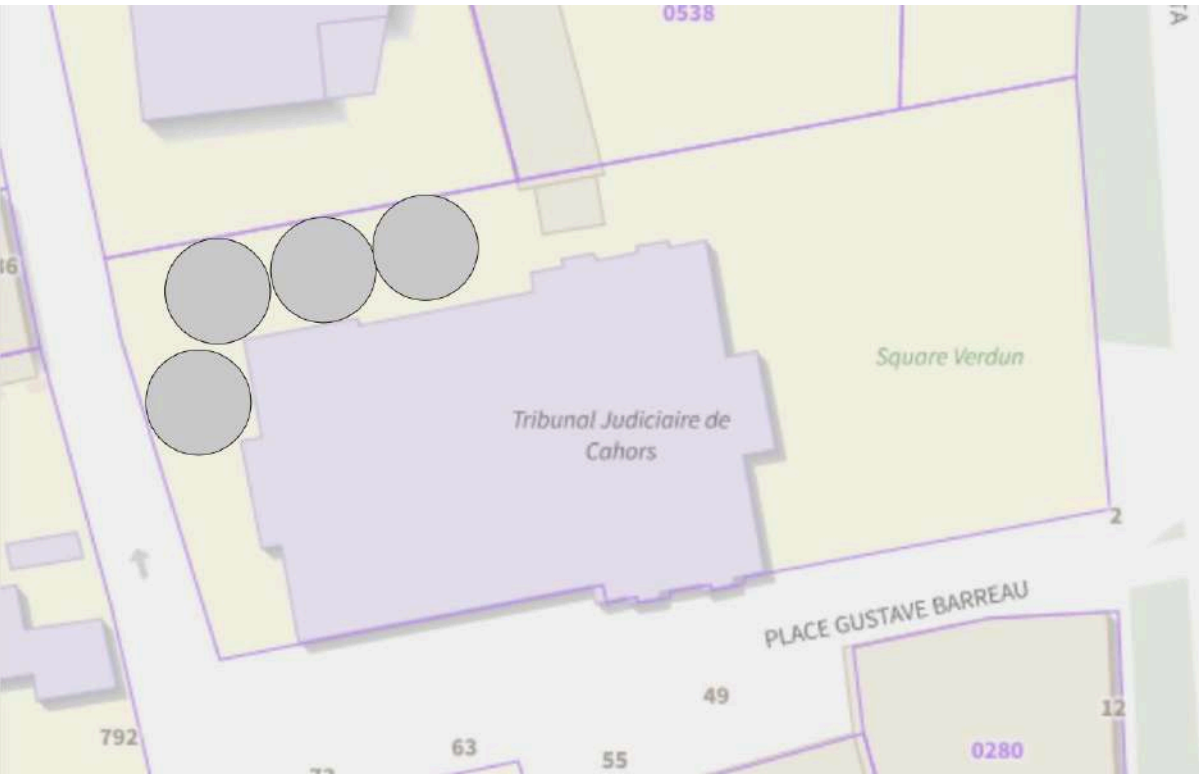 0538
Square Verdun
Tribunal Judiciaire de
Cahors
2
PLACE GUSTAVE BARREAU
49
12
792
63
55
0280